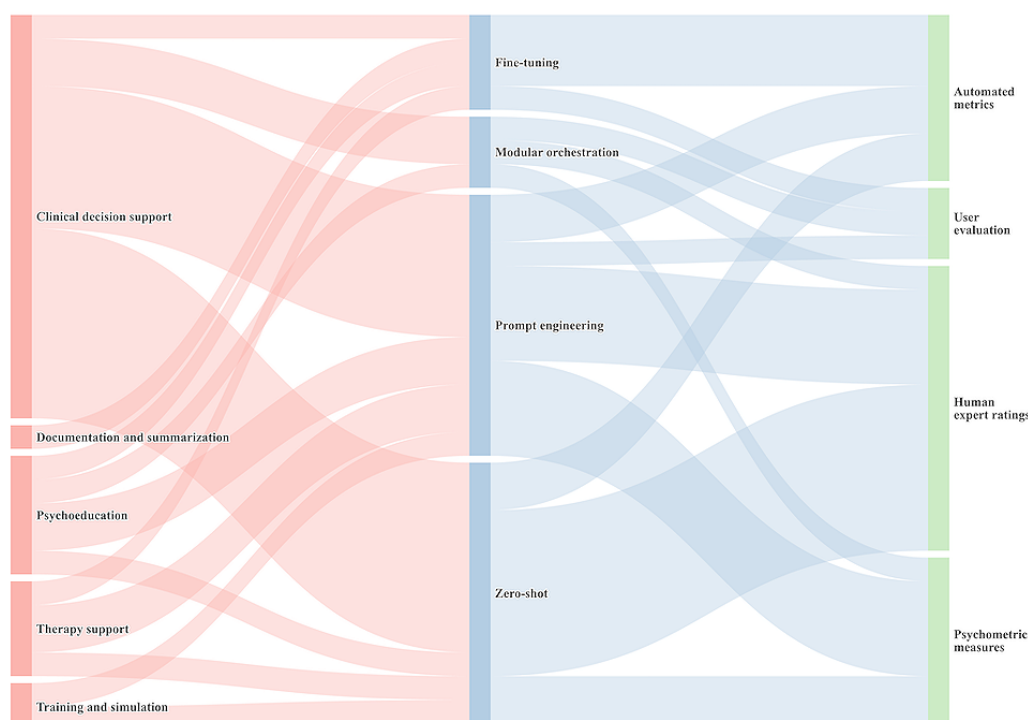 Clinical decision support
Documentation and summarization
Psychoeducation
Therapy support
Training and simulation
Fine-tuning
Modular orchestration
Prompt engineering
Zero-shot
Automated
metrics
User
evaluation
Human
expert ratings
Psychometric
measures